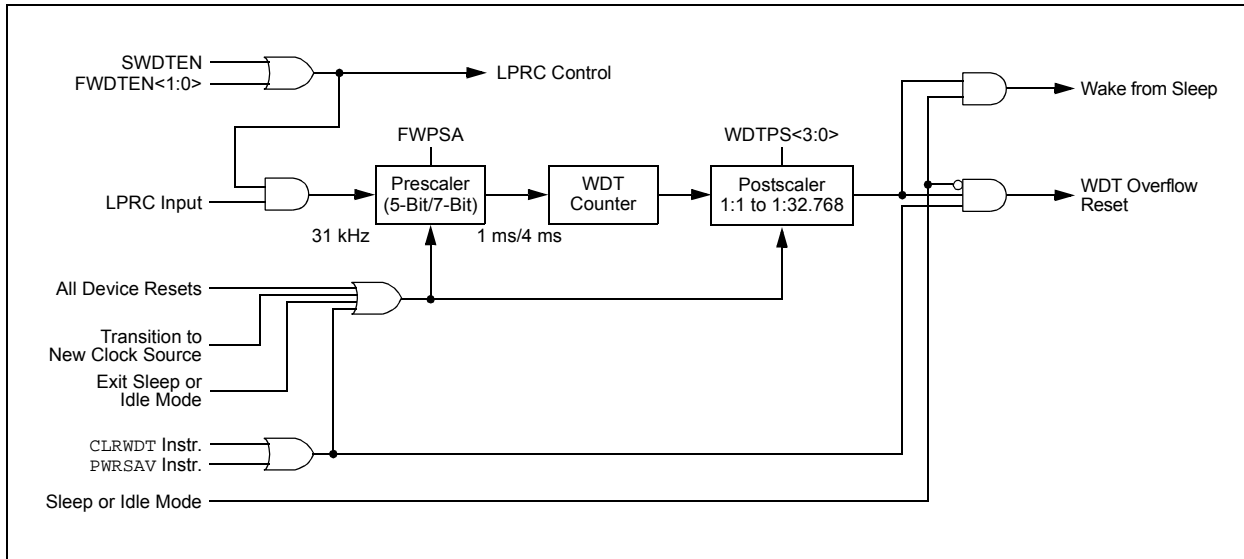 SWDTEN
FWDTEN<1:0>
LPRC Control
Wake from Sleep
FWPSA
WDTPS<3:0>
LPRC Input
Prescaler
(5-Bit/7-Bit)
WDT
Counter
Postscaler
1:1 to 1:32.768
WDT Overflow
Reset
31 kHz
1 ms/4 ms
All Device Resets
Transition to
New Clock Source
Exit Sleep or
Idle Mode
CLRWDT Instr.
PWRSAV Instr.
Sleep or Idle Mode